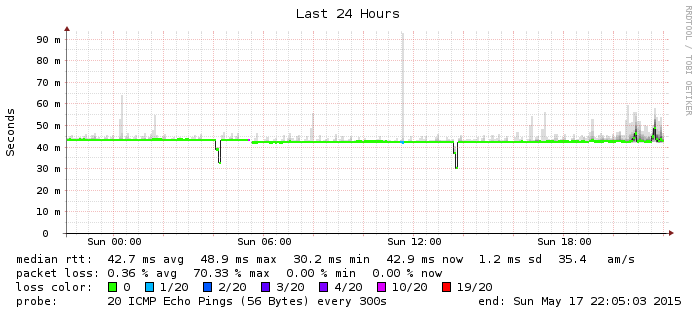 Last 24 Hours
RRDTOOL / TOBI OETIKER
Seconds
90 m
80 m
70 m
60 m
50 m
40 m
30 m
20 m
10 m
0
Sun 00:00 Sun 06:00 Sun 12:00 Sun 18:00
median rtt: 42.7 ms avg 48.9 ms max 30.2 ms min 42.9 ms now 1.2 ms sd 35.4 am/s
packet loss: 0.36 % avg 70.33 % max 0.00 % min 0.00 % now
loss color: 0 1/20 2/20 3/20 4/20 10/20 19/20
probe: 20 ICMP Echo Pings (56 Bytes) every 300s end: Sun May 17 22:05:03 2015